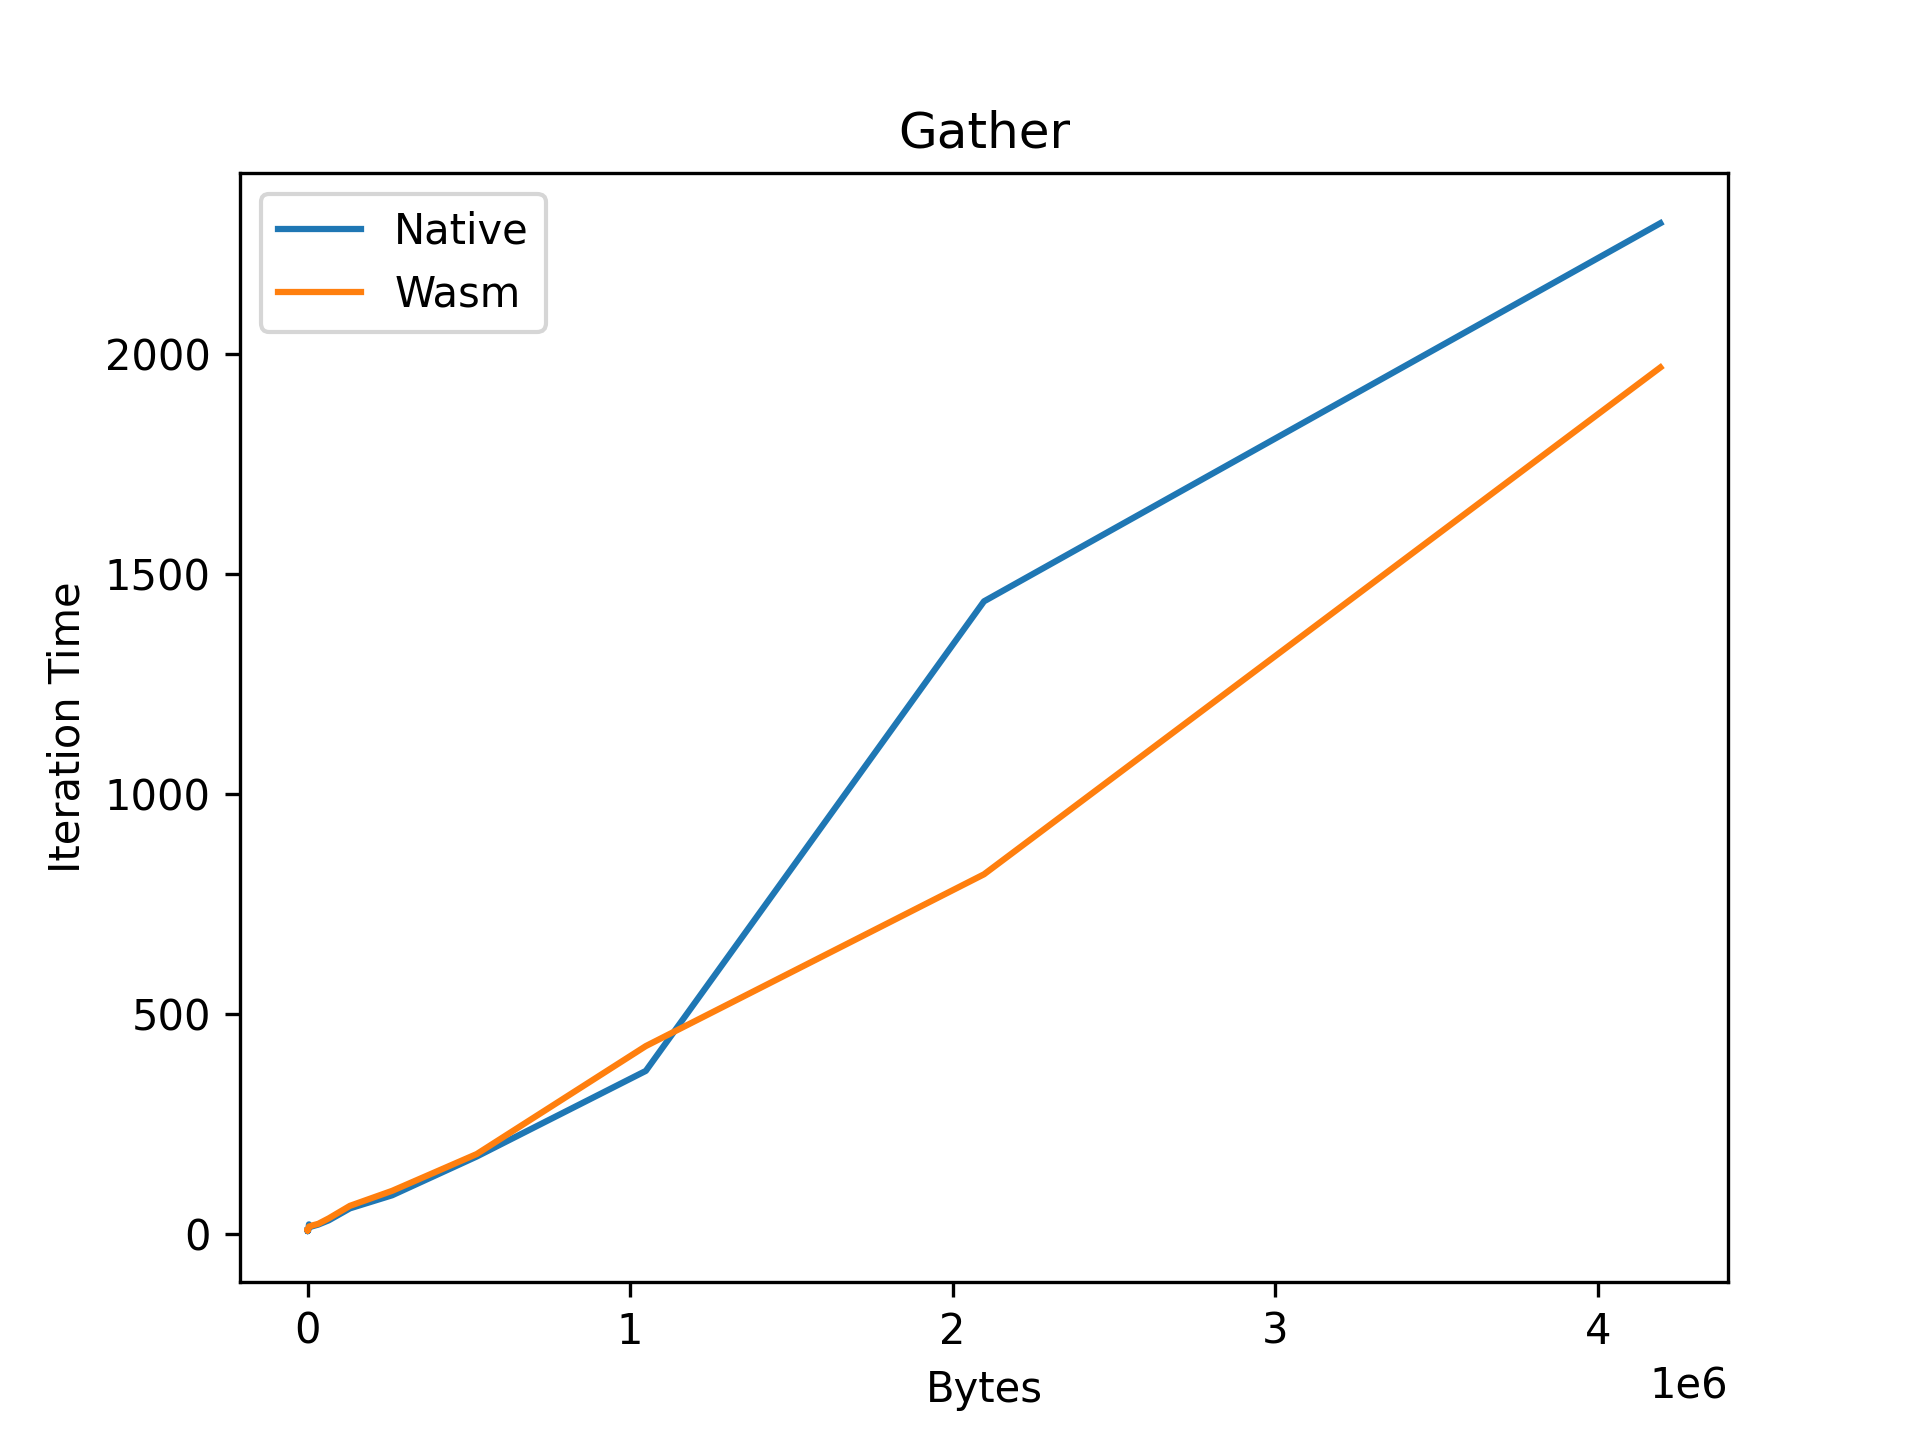 Gather
Native
Wasm
2000
1500
1000
500
0
Iteration Time
0 1 2 3 4
1e6
Bytes